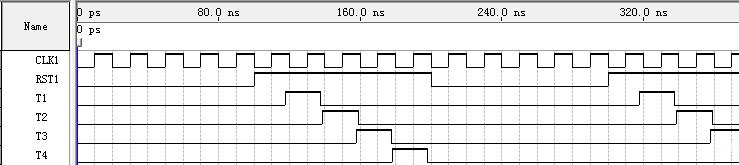 Name
0 ps 80.0 ns 160.0 ns 240.0 ns 320.0 ns
0 ps
CLK1
RST1
T1
T2
T3
T4